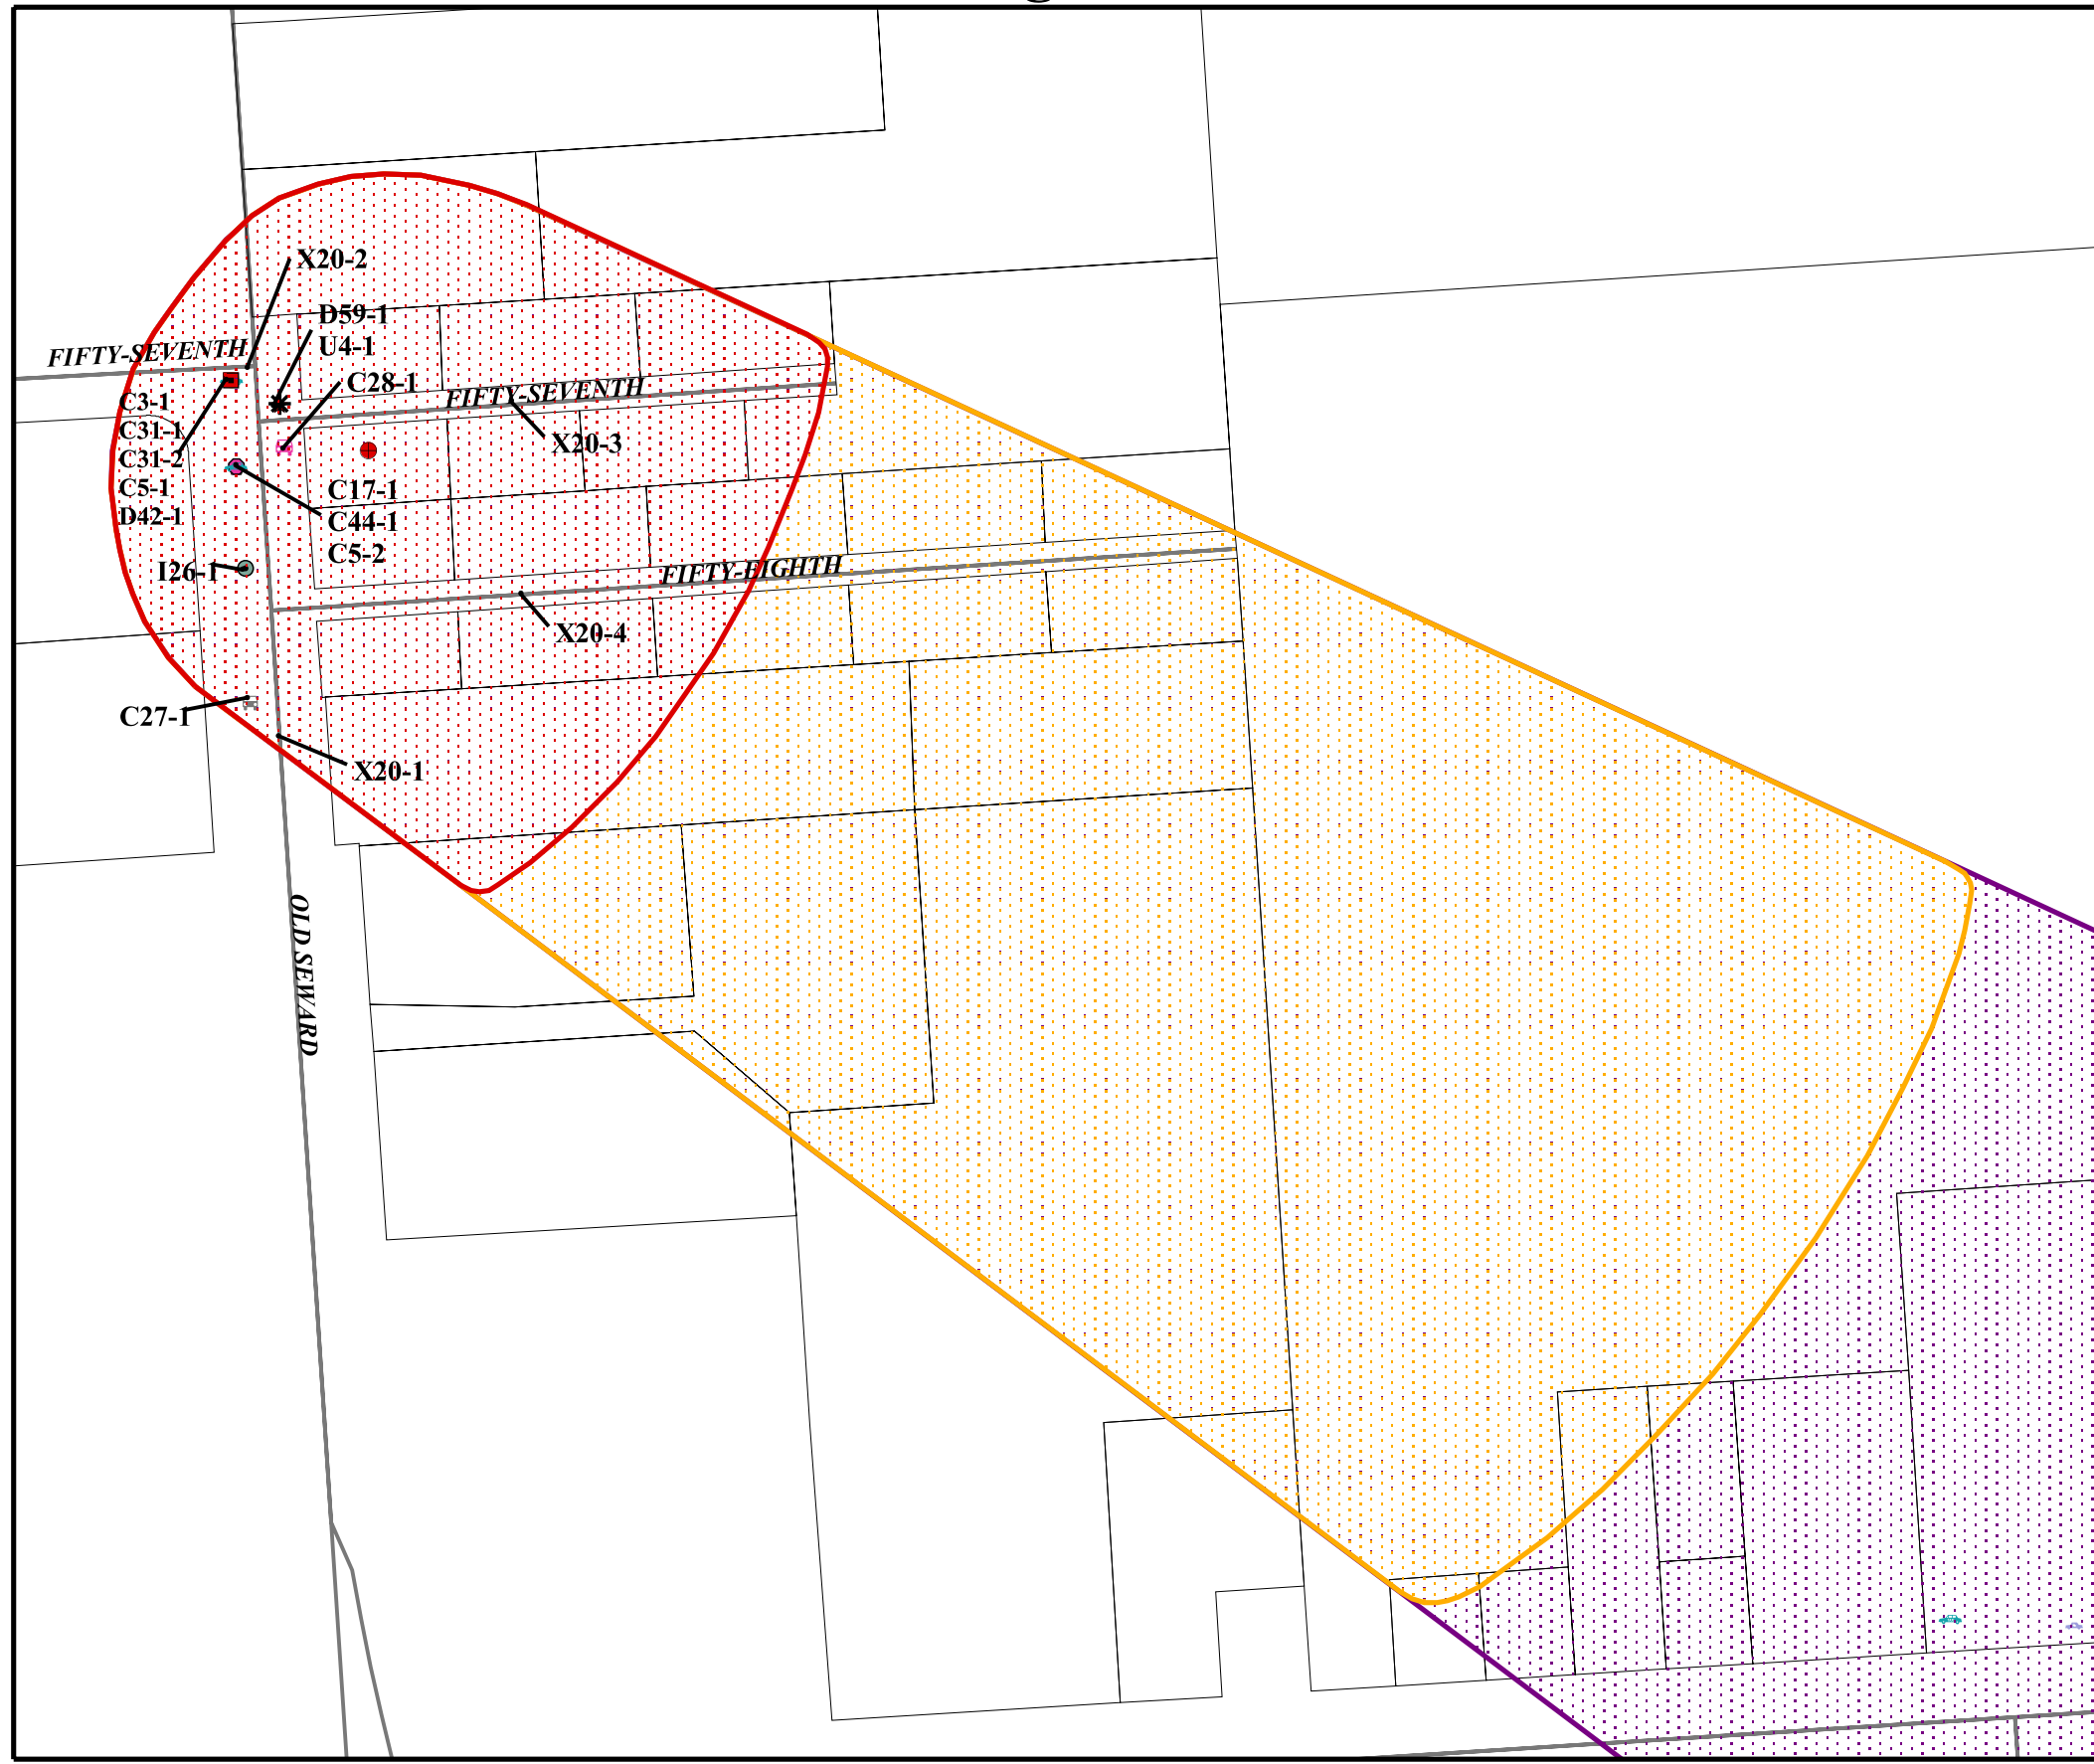 X20-2
D59-1
U4-1
FIFTY-SEVENTH
C28-1
FIFTY-SEVENTH
C3-1
C31-1
C31-2
C5-1
D42-1
X20-3
C17-1
C44-1
C5-2
I26-1
FIFTY-EIGHTH
X20-4
C27-1
X20-1
OLD SEWARD